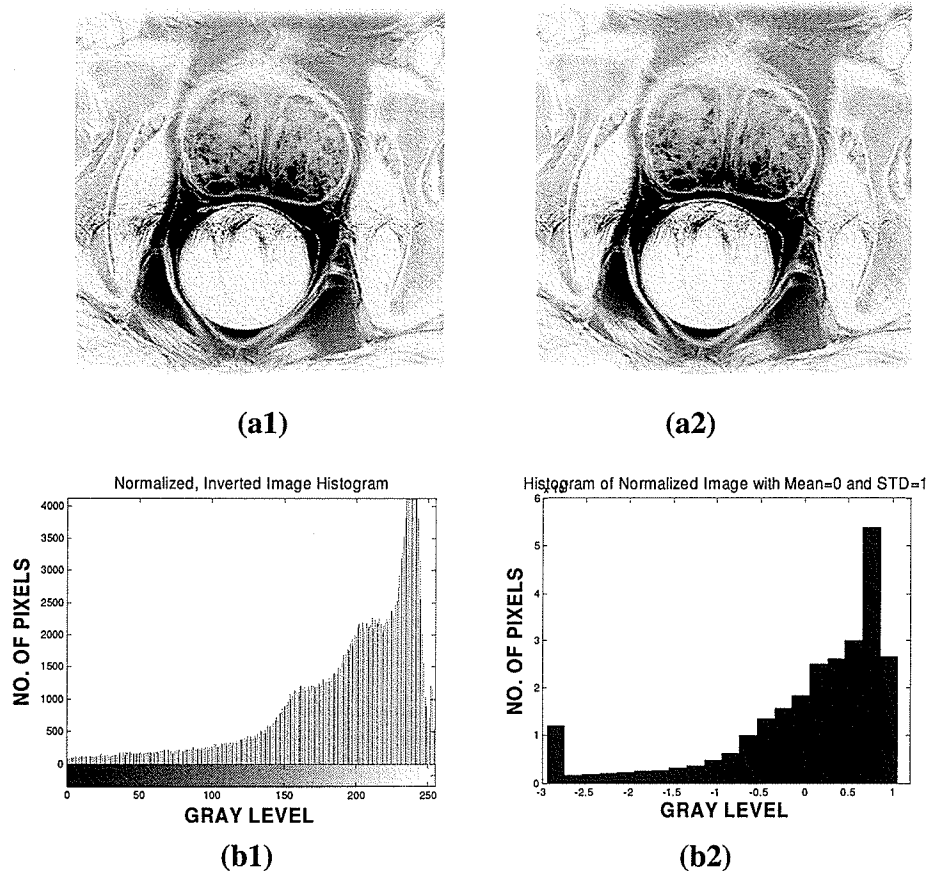 (a1)
(a2)
Normalized, Inverted Image Histogram
4000
3500
3000
2500
2000
1500
1000
500
0
NO. OF PIXELS
0 50 100 150 200 250
GRAY LEVEL
(b1)
Histogram of Normalized Image with Mean=0 and STD=1
6
5
4
3
2
1
0
NO. OF PIXELS
-3 -2.5 -2 -1.5 -1 -0.5 0 0.5 1
GRAY LEVEL
(b2)